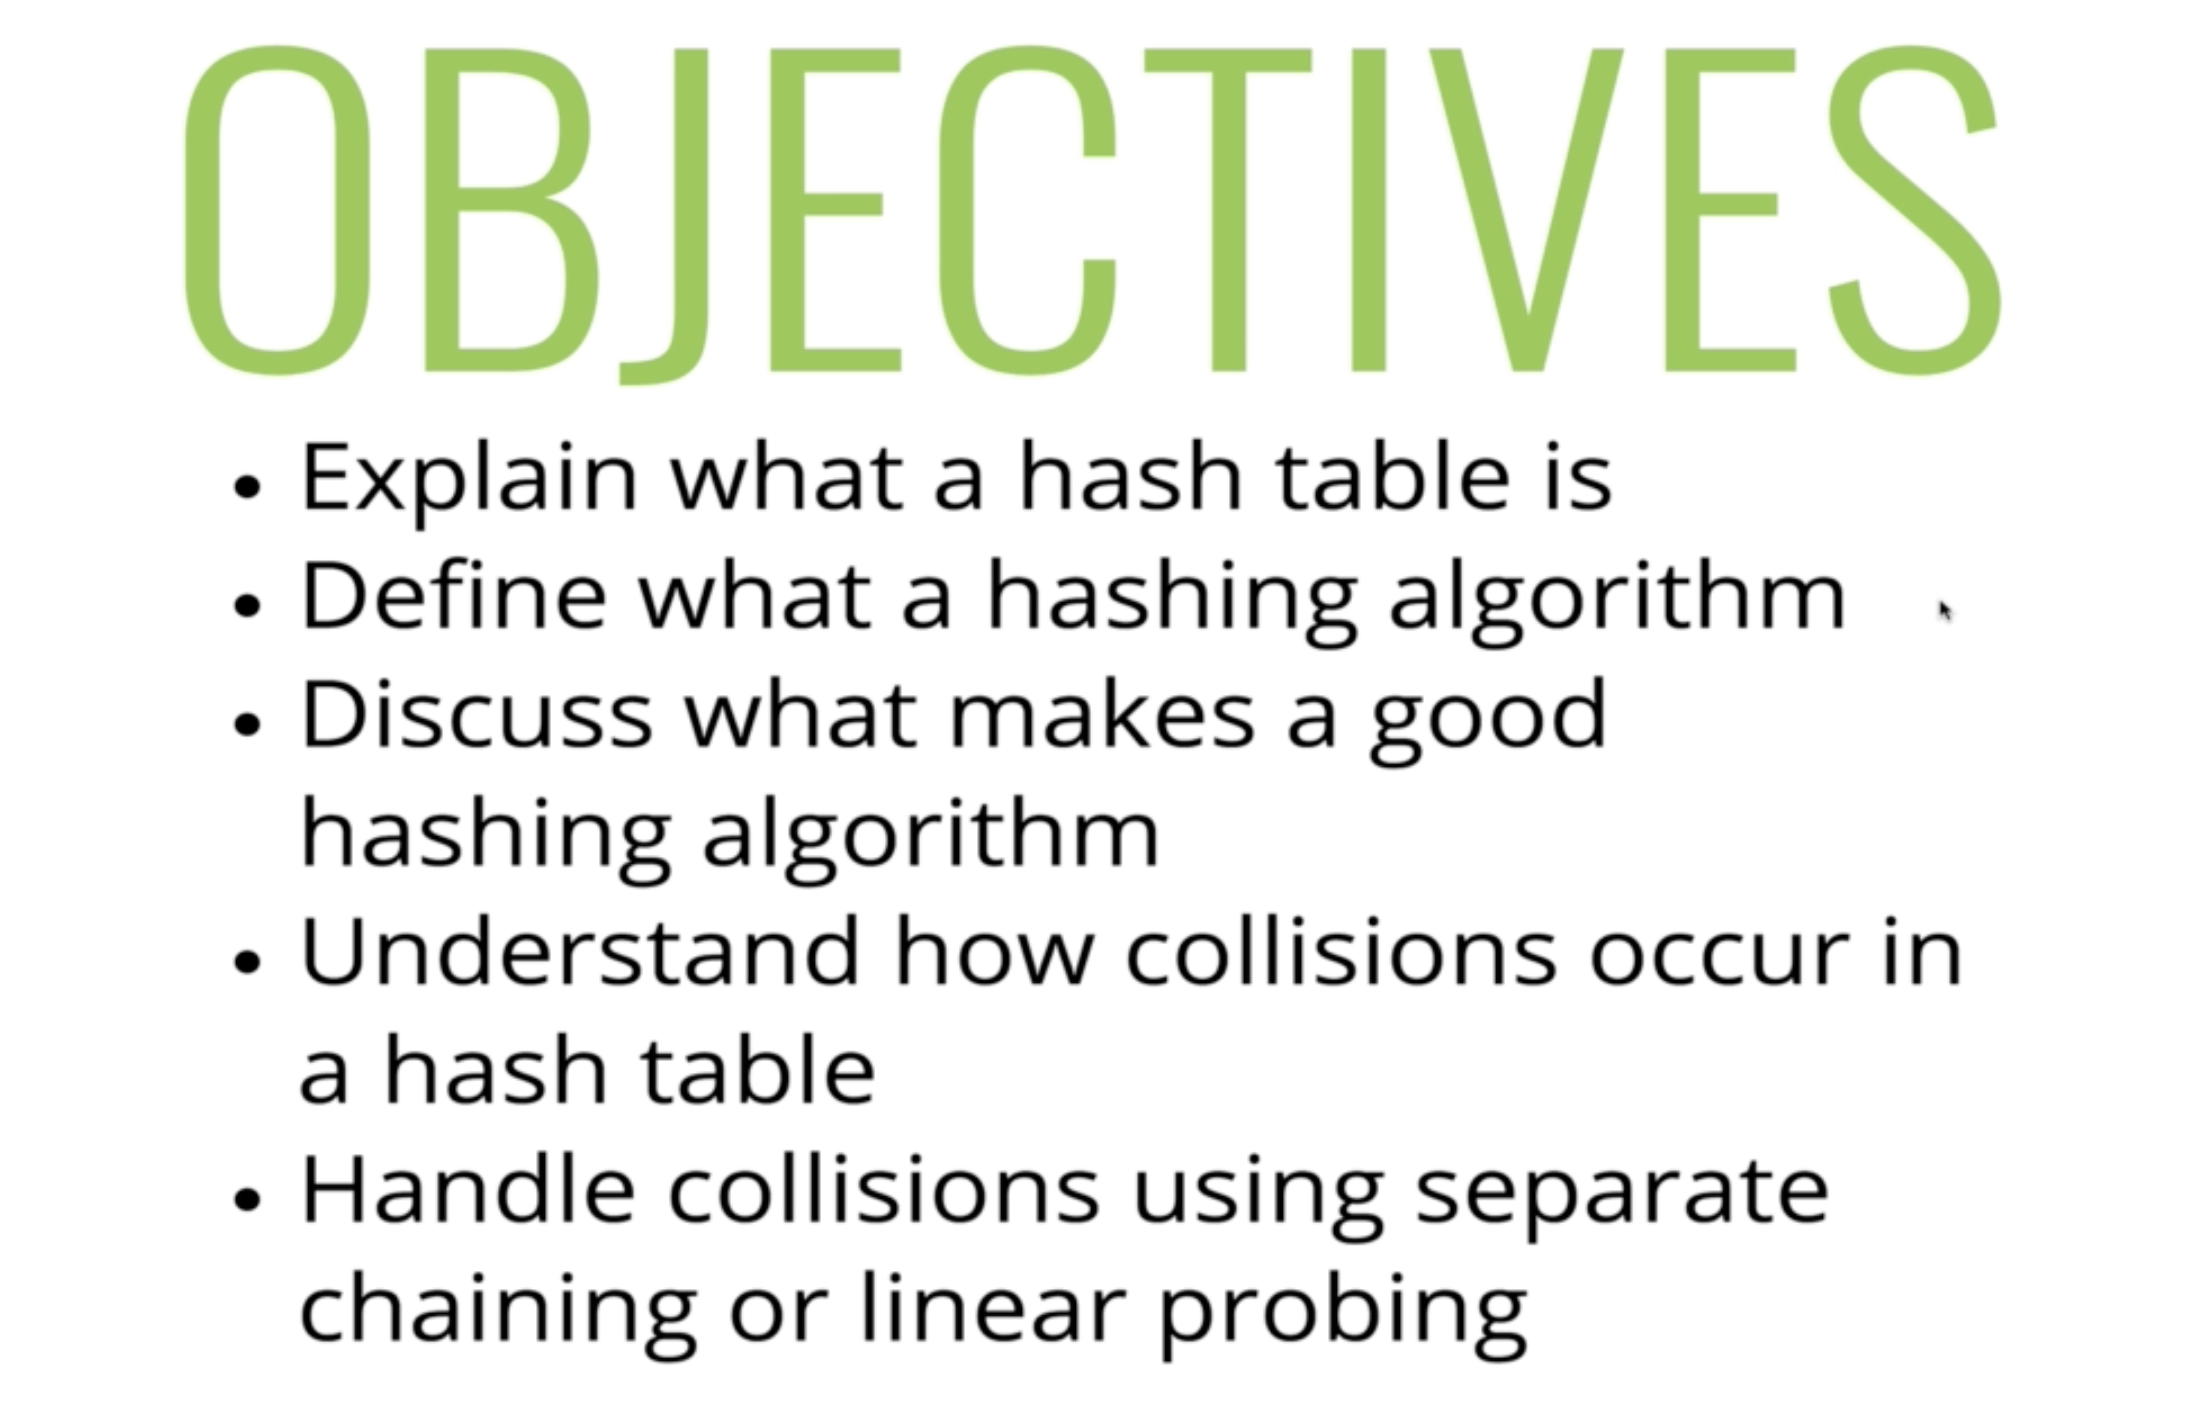 OBJECTIVES
• Explain what a hash table is
• Define what a hashing algorithm
• Discuss what makes a good
hashing algorithm
• Understand how collisions occur in
a hash table
• Handle collisions using separate
chaining or linear probing